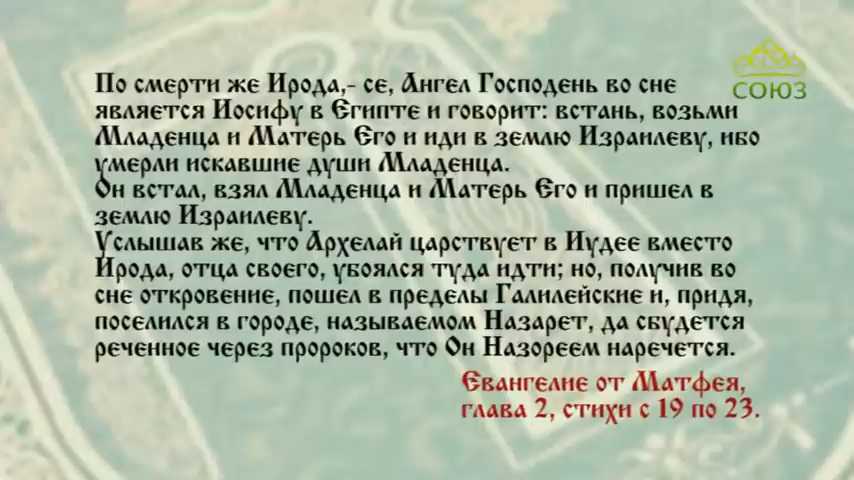 СОЮЗ
По смерти же Ирода,- се, Ангел Господень во сне
является Иосифу в Египте и говорит: встань, возьми
Младенца и Матерь Его и иди в землю Израилеву, ибо
умерли искавшие души Младенца.
Он встал, взял Младенца и Матерь Его и пришел в
землю Израилеву.
Услышав же, что Архелай царствует в Иудее вместо
Ирода, отца своего, убоялся туда идти; но, получив во
сне откровение, пошел в пределы Галилейские и, придя,
поселился в городе, называемом Назарет, да сбудется
реченное через пророков, что Он Назореем наречется.
Евангелие от Матфея,
глава 2, стихи с 19 по 23.